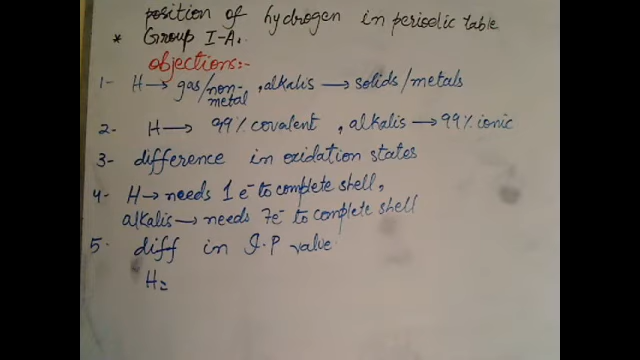 position of hydrogen in periodic table
* Group I-A.
objections:-
1- H → gas/non-metal, alkalis → solids/metals
2- H → 99% covalent, alkalis → 99% ionic
3- difference in oxidation states
4- H → needs 1 e⁻ to complete shell,
alkalis → needs 7e⁻ to complete shell
5. diff in I.P value.
H=